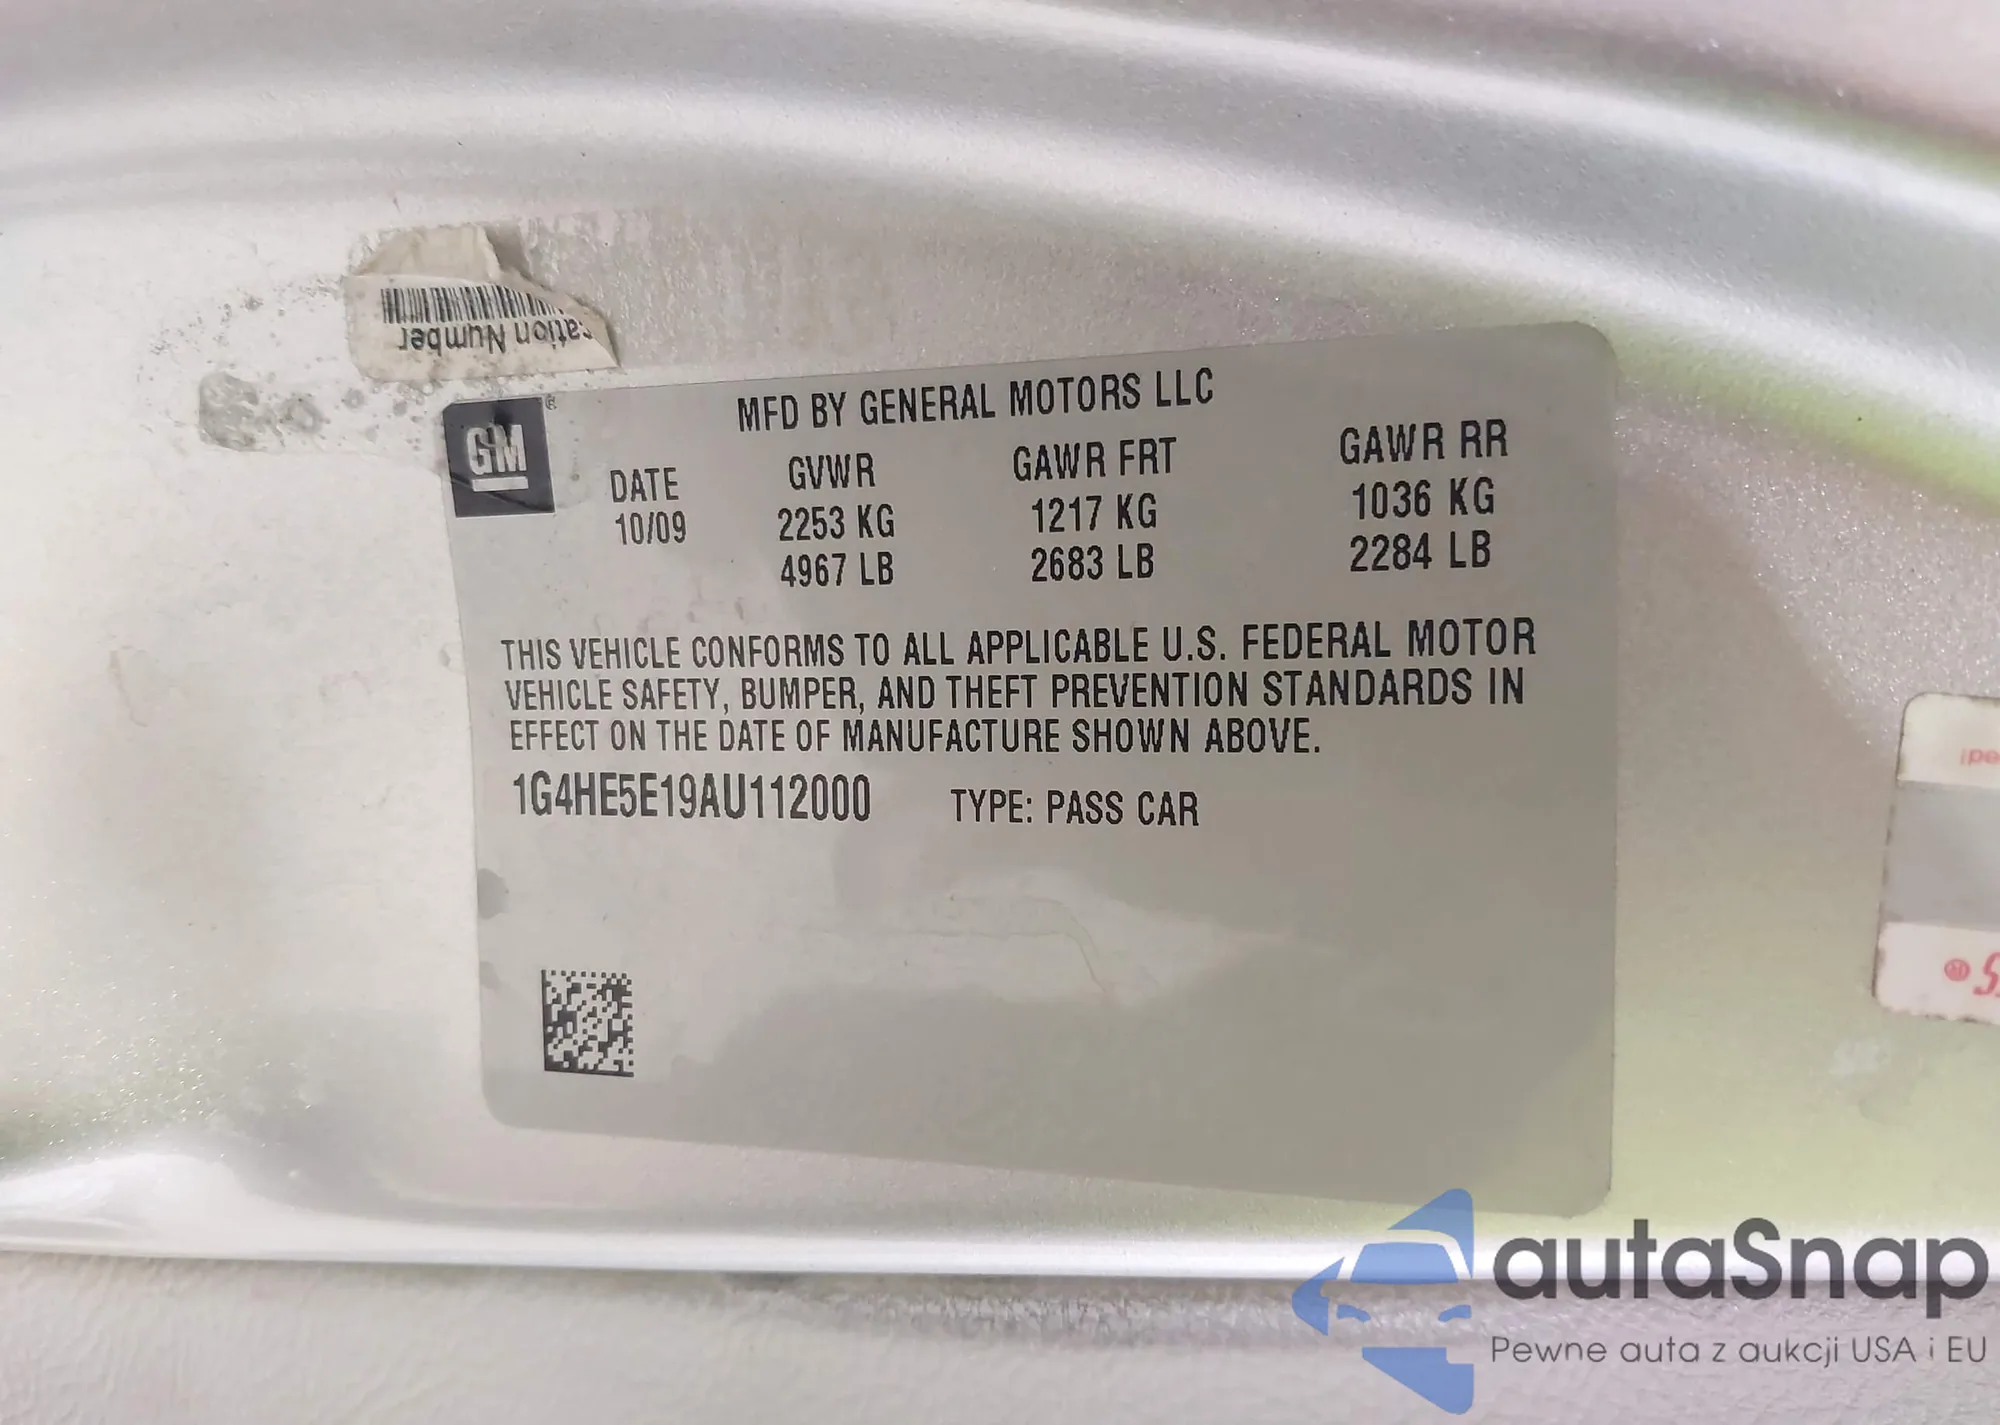 cation Number
GM
MFD BY GENERAL MOTORS LLC
DATE GVWR GAWR FRT GAWR RR
10/09 2253 KG 1217 KG 1036 KG
4967 LB 2683 LB 2284 LB
THIS VEHICLE CONFORMS TO ALL APPLICABLE U.S. FEDERAL MOTOR
VEHICLE SAFETY, BUMPER, AND THEFT PREVENTION STANDARDS IN
EFFECT ON THE DATE OF MANUFACTURE SHOWN ABOVE.
1G4HE5E19AU112000 TYPE: PASS CAR
autaSnap
Pewne auta z aukcji USA i EU